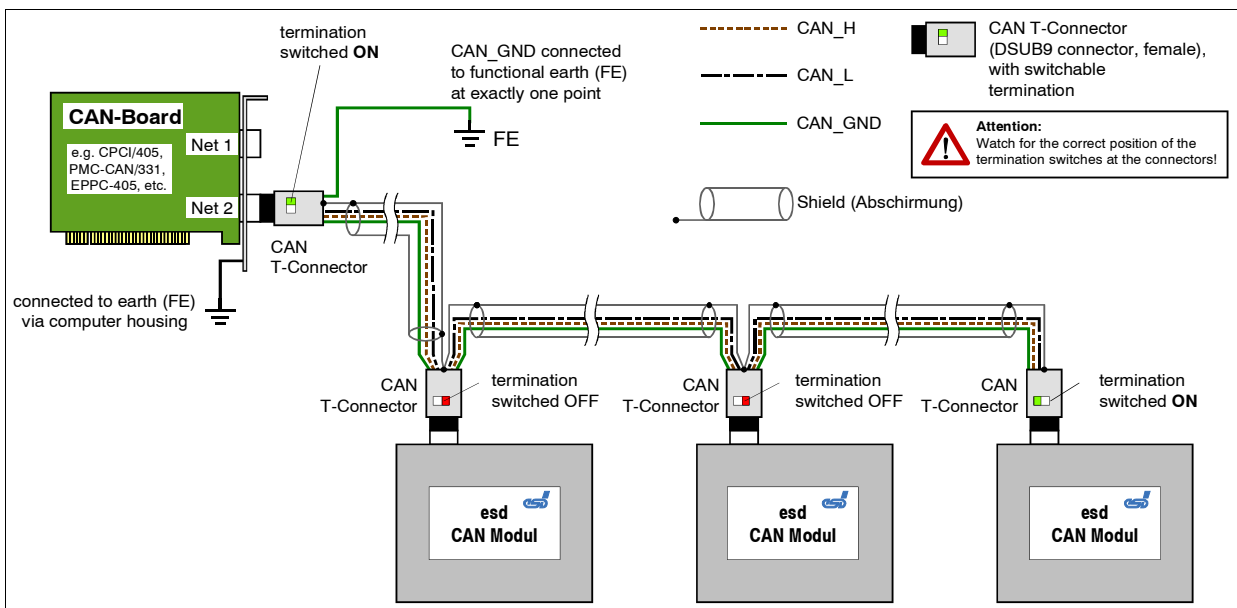 termination
switched ON
CAN_GND connected
to functional earth (FE)
at exactly one point
FE
CAN_H
CAN_L
CAN_GND
Shield (Abschirmung)
CAN T-Connector
(DSUB9 connector, female),
with switchable
termination
Attention:
Watch for the correct position of the
termination switches at the connectors!
CAN-Board
e.g. CPCI/405,
PMC-CAN/331,
EPPC-405, etc.
Net 1
Net 2
CAN
T-Connector
connected to earth (FE)
via computer housing
CAN
T-Connector
termination
switched OFF
CAN
T-Connector
termination
switched OFF
CAN
T-Connector
termination
switched ON
esd
esd
CAN Modul
esd
esd
CAN Modul
esd
esd
CAN Modul